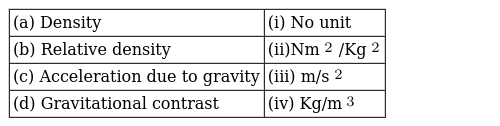 (a) Density (i) No unit
(b) Relative density (ii)Nm 2 /Kg 2
(c) Acceleration due to gravity (iii) m/s 2
(d) Gravitational contrast (iv) Kg/m 3